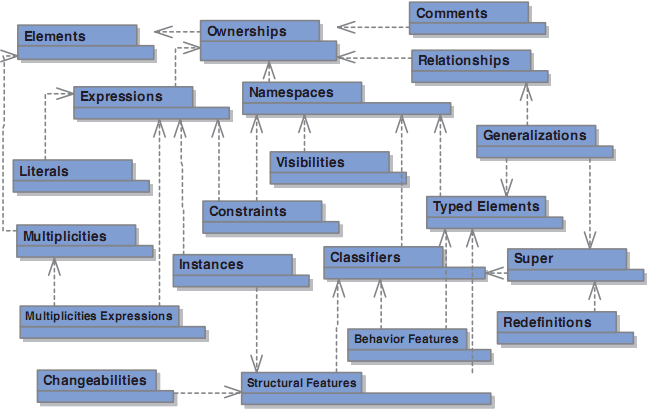 Comments
Ownerships
Elements
Relationships
Expressions
Namespaces
Generalizations
Literals
Visibilities
Constraints
Typed Elements
Multiplicities
Instances
Classifiers
Super
Multiplicities Expressions
Redefinitions
Behavior Features
Changeabilities
Structural Features